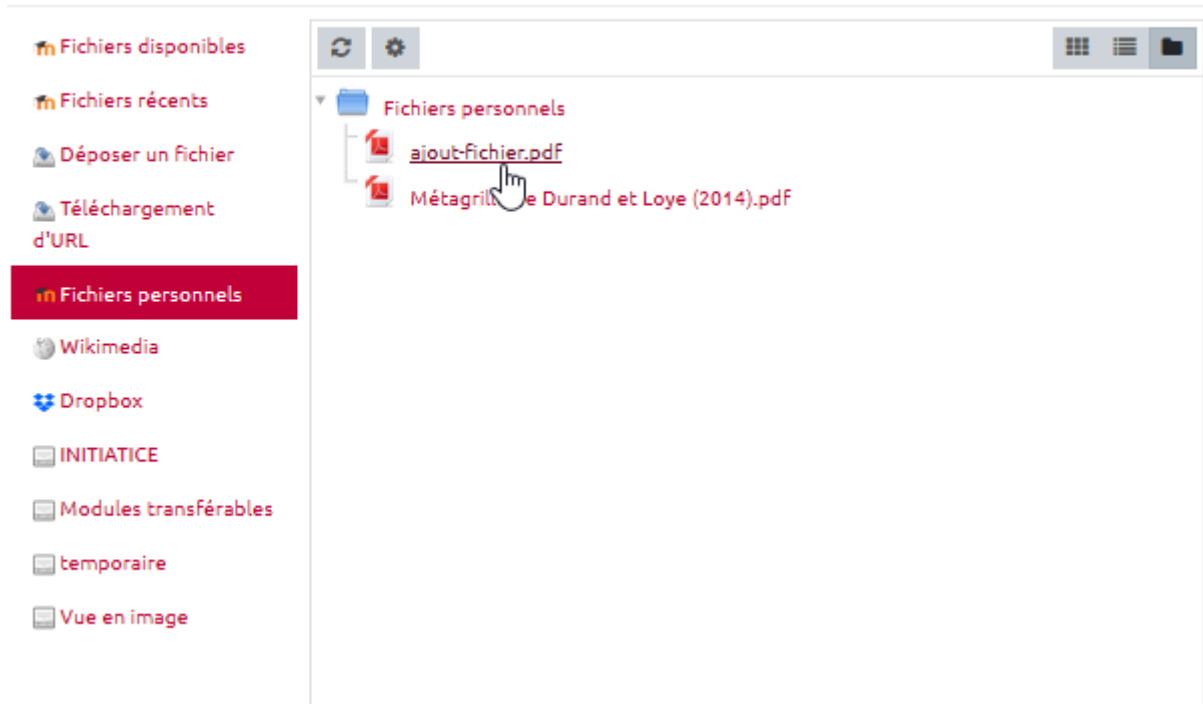 Fichiers disponibles
Fichiers récents
Déposer un fichier
Téléchargement
d'URL
Fichiers personnels
Wikimedia
Dropbox
INITIATICE
Modules transférables
temporaire
Vue en image
Fichiers personnels
ajout-fichier.pdf
Durand et Loye (2014).pdf